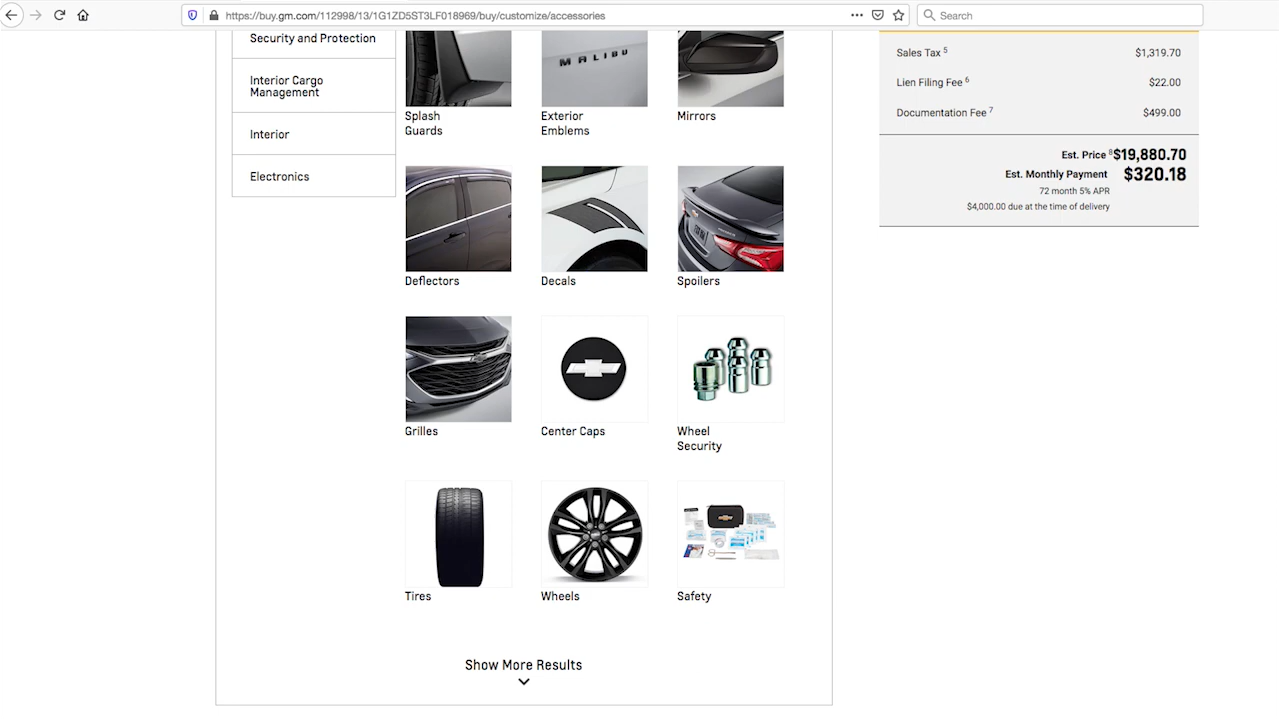 https://buy.gm.com/112998/13/1G1ZD5ST3LF018969/buy/customize/accessories
Search
Security and Protection
Interior Cargo
Management
Interior
Electronics
MALIBU
Splash
Guards
Exterior
Emblems
Mirrors
Deflectors
Decals
Spoilers
Grilles
Center Caps
Wheel
Security
Tires
Wheels
Safety
Show More Results
Sales Tax 5 $1,319.70
Lien Filing Fee 6 $22.00
Documentation Fee 7 $499.00
Est. Price 8 $19,880.70
Est. Monthly Payment $320.18
72 month 5% APR
$4,000.00 due at the time of delivery